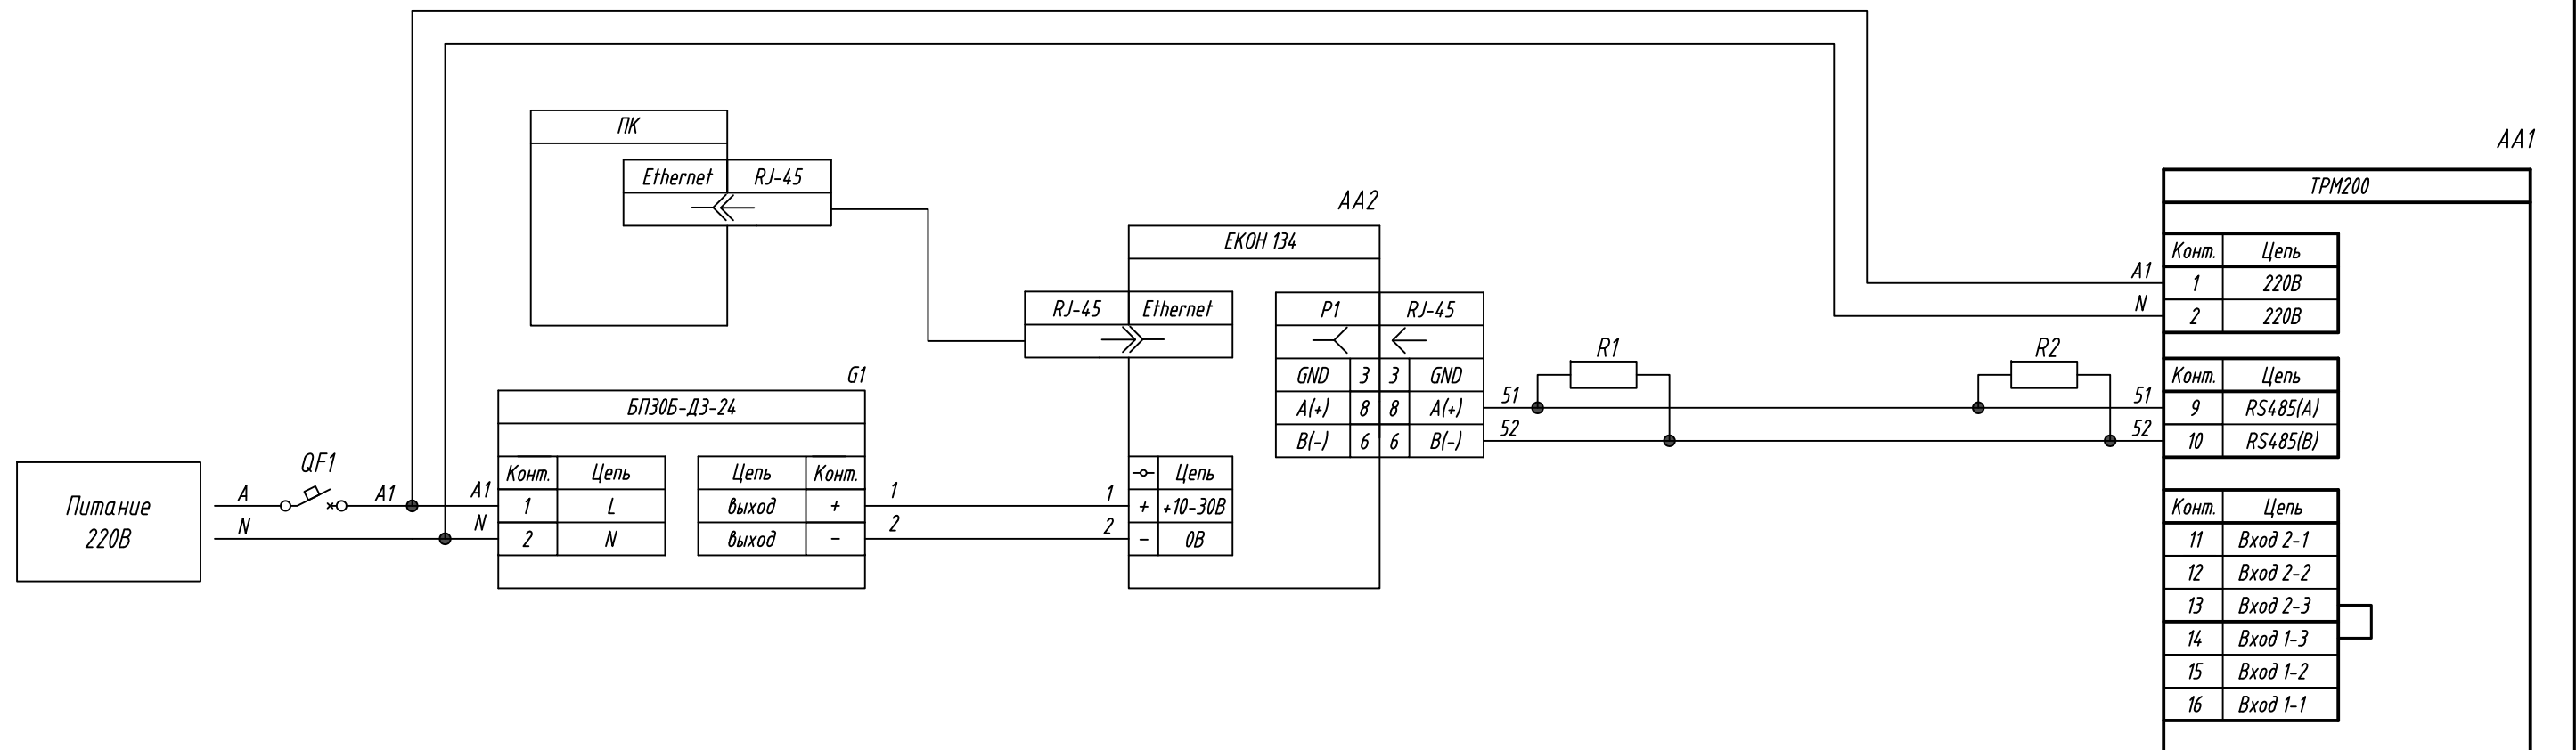 ПК
Ethernet RJ-45
АА2
ЕКОН 134
RJ-45 Ethernet
Р1 RJ-45
GND 3 3 GND
А(+) 8 8 А(+)
В(-) 6 6 В(-)
Цепь
+ +10-30В
- 0В
1
2
G1
БП30Б-Д3-24
Конт. Цепь
1 L
2 N
Цепь Конт.
выход +
выход -
1
2
Питание
220В
А
N
QF1
А1
А1
N
R1
R2
51
52
51
52
А1
N
АА1
ТРМ200
Конт. Цепь
1 220В
2 220В
Конт. Цепь
9 RS485(А)
10 RS485(В)
Конт. Цепь
11 Вход 2-1
12 Вход 2-2
13 Вход 2-3
14 Вход 1-3
15 Вход 1-2
16 Вход 1-1